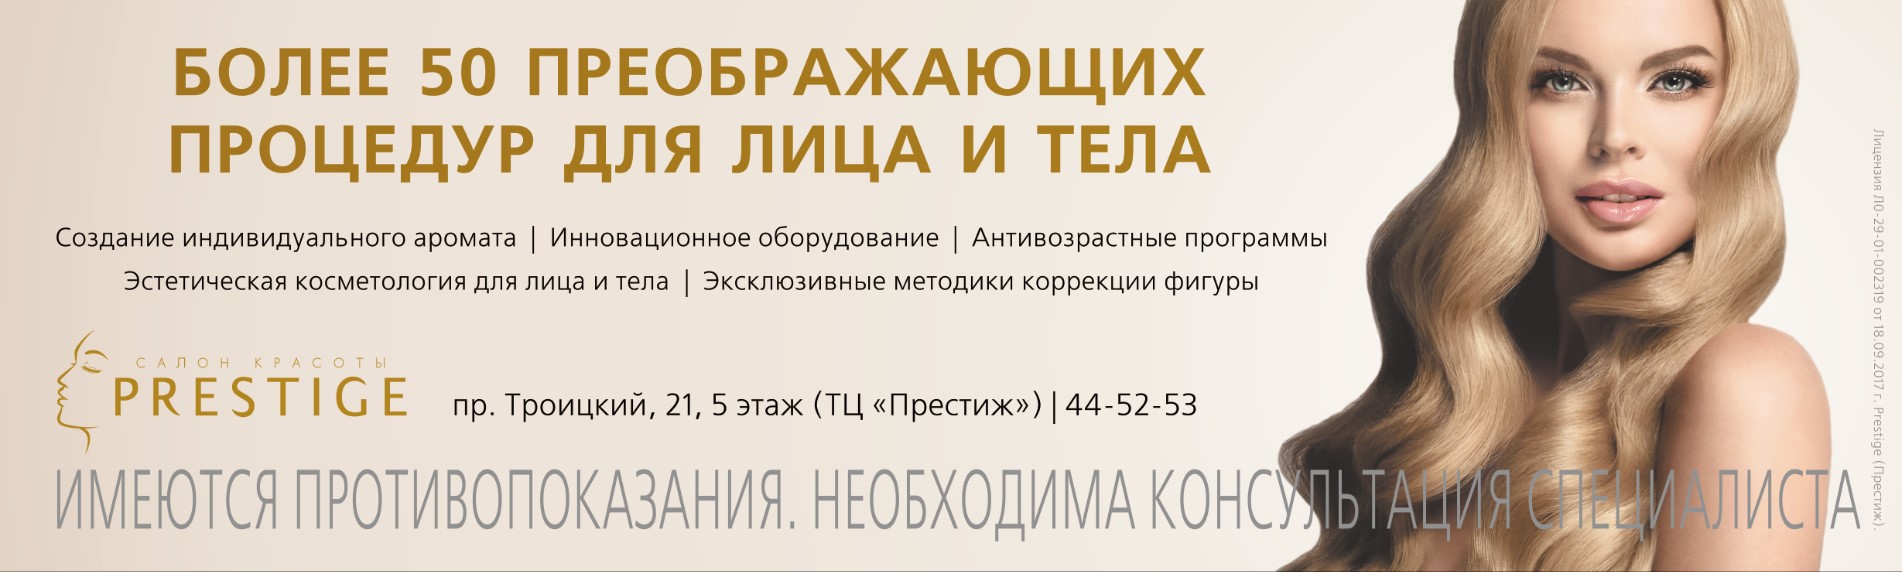 БОЛЕЕ 50 ПРЕОБРАЖАЮЩИХ
ПРОЦЕДУР ДЛЯ ЛИЦА И ТЕЛА
Создание индивидуального аромата | Инновационное оборудование | Антивозрастные программы
Эстетическая косметология для лица и тела | Эксклюзивные методики коррекции фигуры
САЛОН КРАСОТЫ
PRESTIGE
пр. Троицкий, 21, 5 этаж (ТЦ «Престиж») | 44-52-53
ИМЕЮТСЯ ПРОТИВОПОКАЗАНИЯ. НЕОБХОДИМА КОНСУЛЬТАЦИЯ СПЕЦИАЛИСТА
Лицензия Л0-29-01-002319 от 18.09.2017 г. Prestige (Престиж).